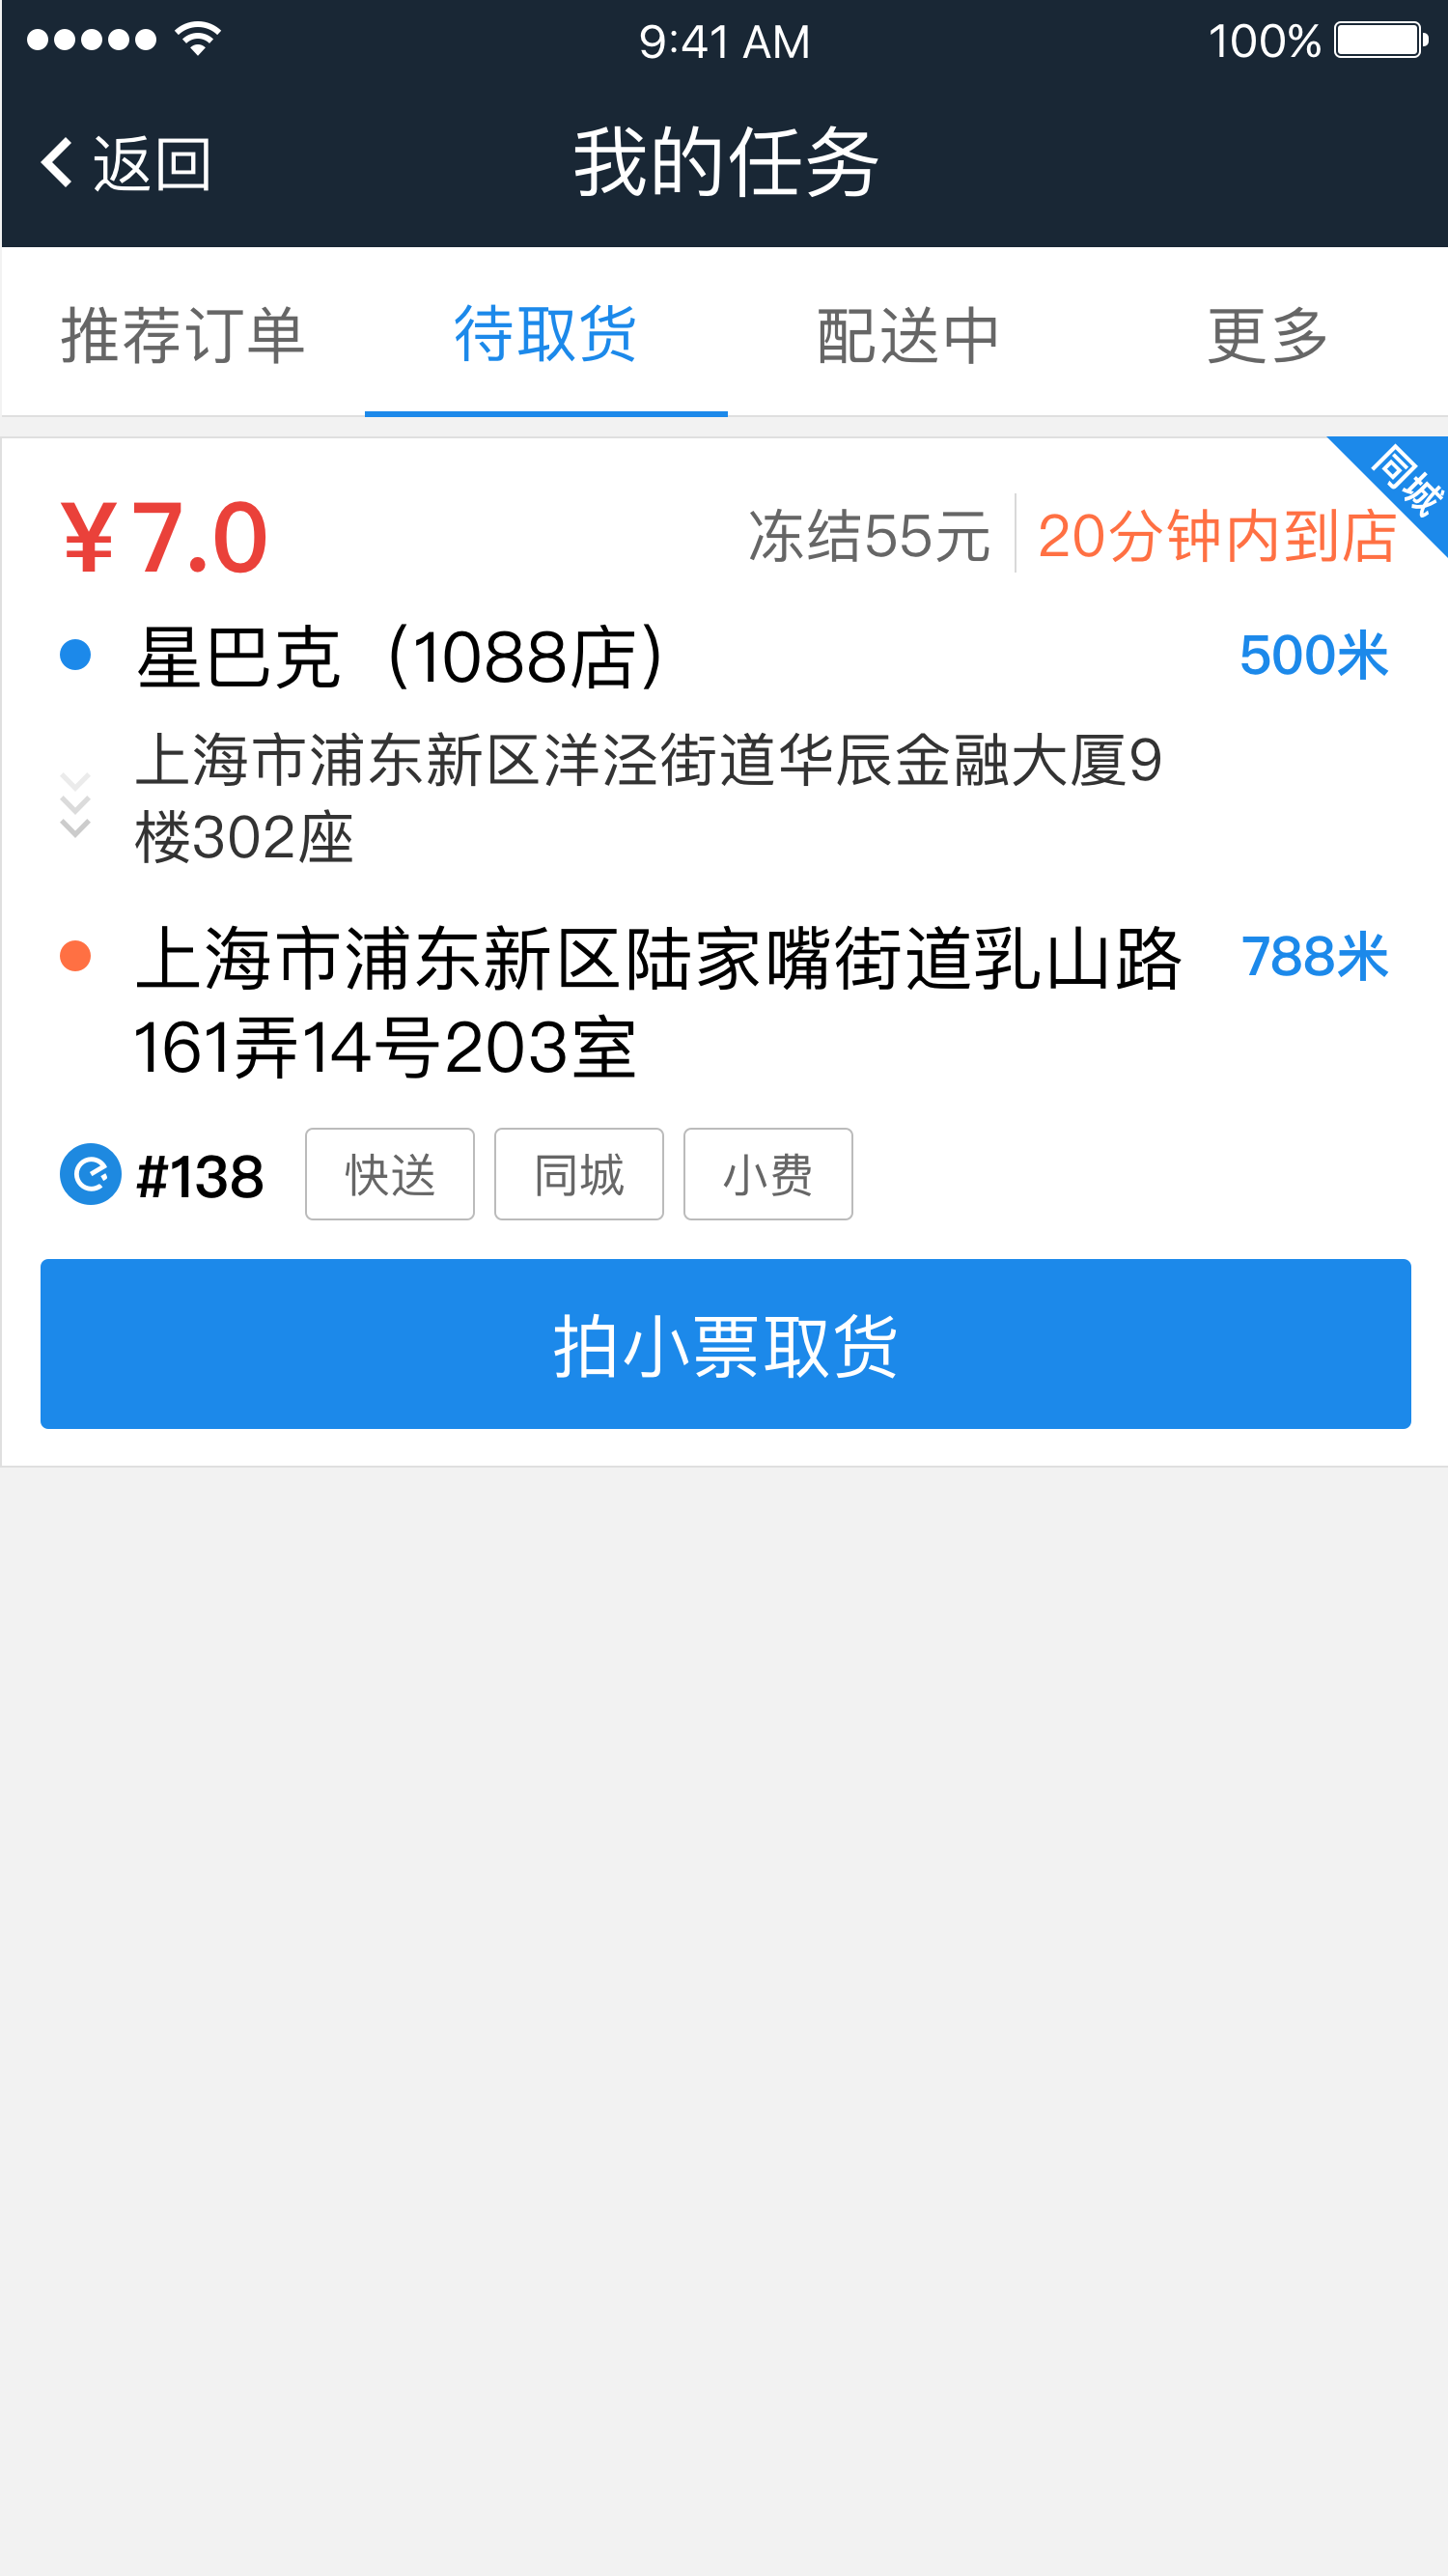 9:41 AM
100%
返回
我的任务
推荐订单
待取货
配送中
更多
同城
¥7.0
冻结55元
20分钟内到店
星巴克（1088店）
500米
上海市浦东新区洋泾街道华辰金融大厦9
楼302座
上海市浦东新区陆家嘴街道乳山路
788米
161弄14号203室
#138
快送
同城
小费
拍小票取货